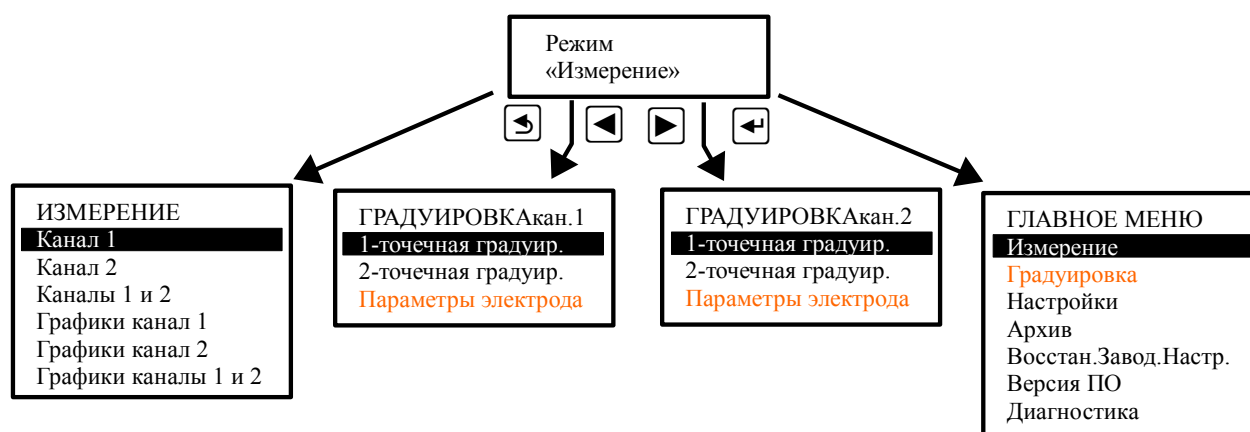 Режим
«Измерение»
ИЗМЕРЕНИЕ
Канал 1
Канал 2
Каналы 1 и 2
Графики канал 1
Графики канал 2
Графики каналы 1 и 2
ГРАДУИРОВКАкан.1
1-точечная градуир.
2-точечная градуир.
Параметры электрода
ГРАДУИРОВКАкан.2
1-точечная градуир.
2-точечная градуир.
Параметры электрода
ГЛАВНОЕ МЕНЮ
Измерение
Градуировка
Настройки
Архив
Восстан.Завод.Настр.
Версия ПО
Диагностика